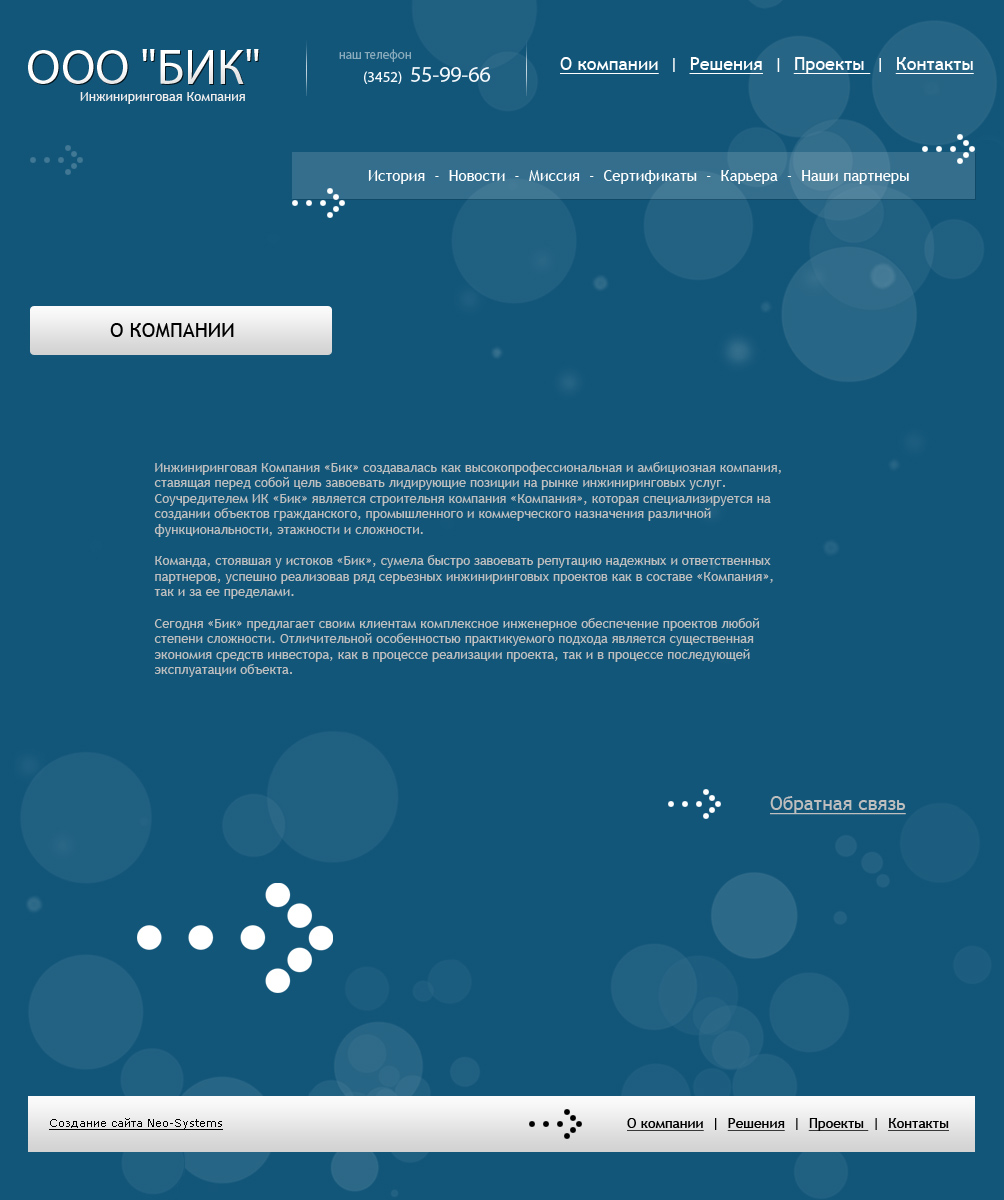 ООО "БИК"
Инжиниринговая Компания
наш телефон
(3452) 55-99-66
О компании | Решения | Проекты | Контакты
История - Новости - Миссия - Сертификаты - Карьера - Наши партнеры
О КОМПАНИИ
Инжиниринговая Компания «Бик» создавалась как высокопрофессиональная и амбициозная компания,
ставящая перед собой цель завоевать лидирующие позиции на рынке инжиниринговых услуг.
Соучредителем ИК «Бик» является строительня компания «Компания», которая специализируется на
создании объектов гражданского, промышленного и коммерческого назначения различной
функциональности, этажности и сложности.
Команда, стоявшая у истоков «Бик», сумела быстро завоевать репутацию надежных и ответственных
партнеров, успешно реализовав ряд серьезных инжиниринговых проектов как в составе «Компания»,
так и за ее пределами.
Сегодня «Бик» предлагает своим клиентам комплексное инженерное обеспечение проектов любой
степени сложности. Отличительной особенностью практикуемого подхода является существенная
экономия средств инвестора, как в процессе реализации проекта, так и в процессе последующей
эксплуатации объекта.
Обратная связь
Создание сайта Neo-Systems
О компании | Решения | Проекты | Контакты